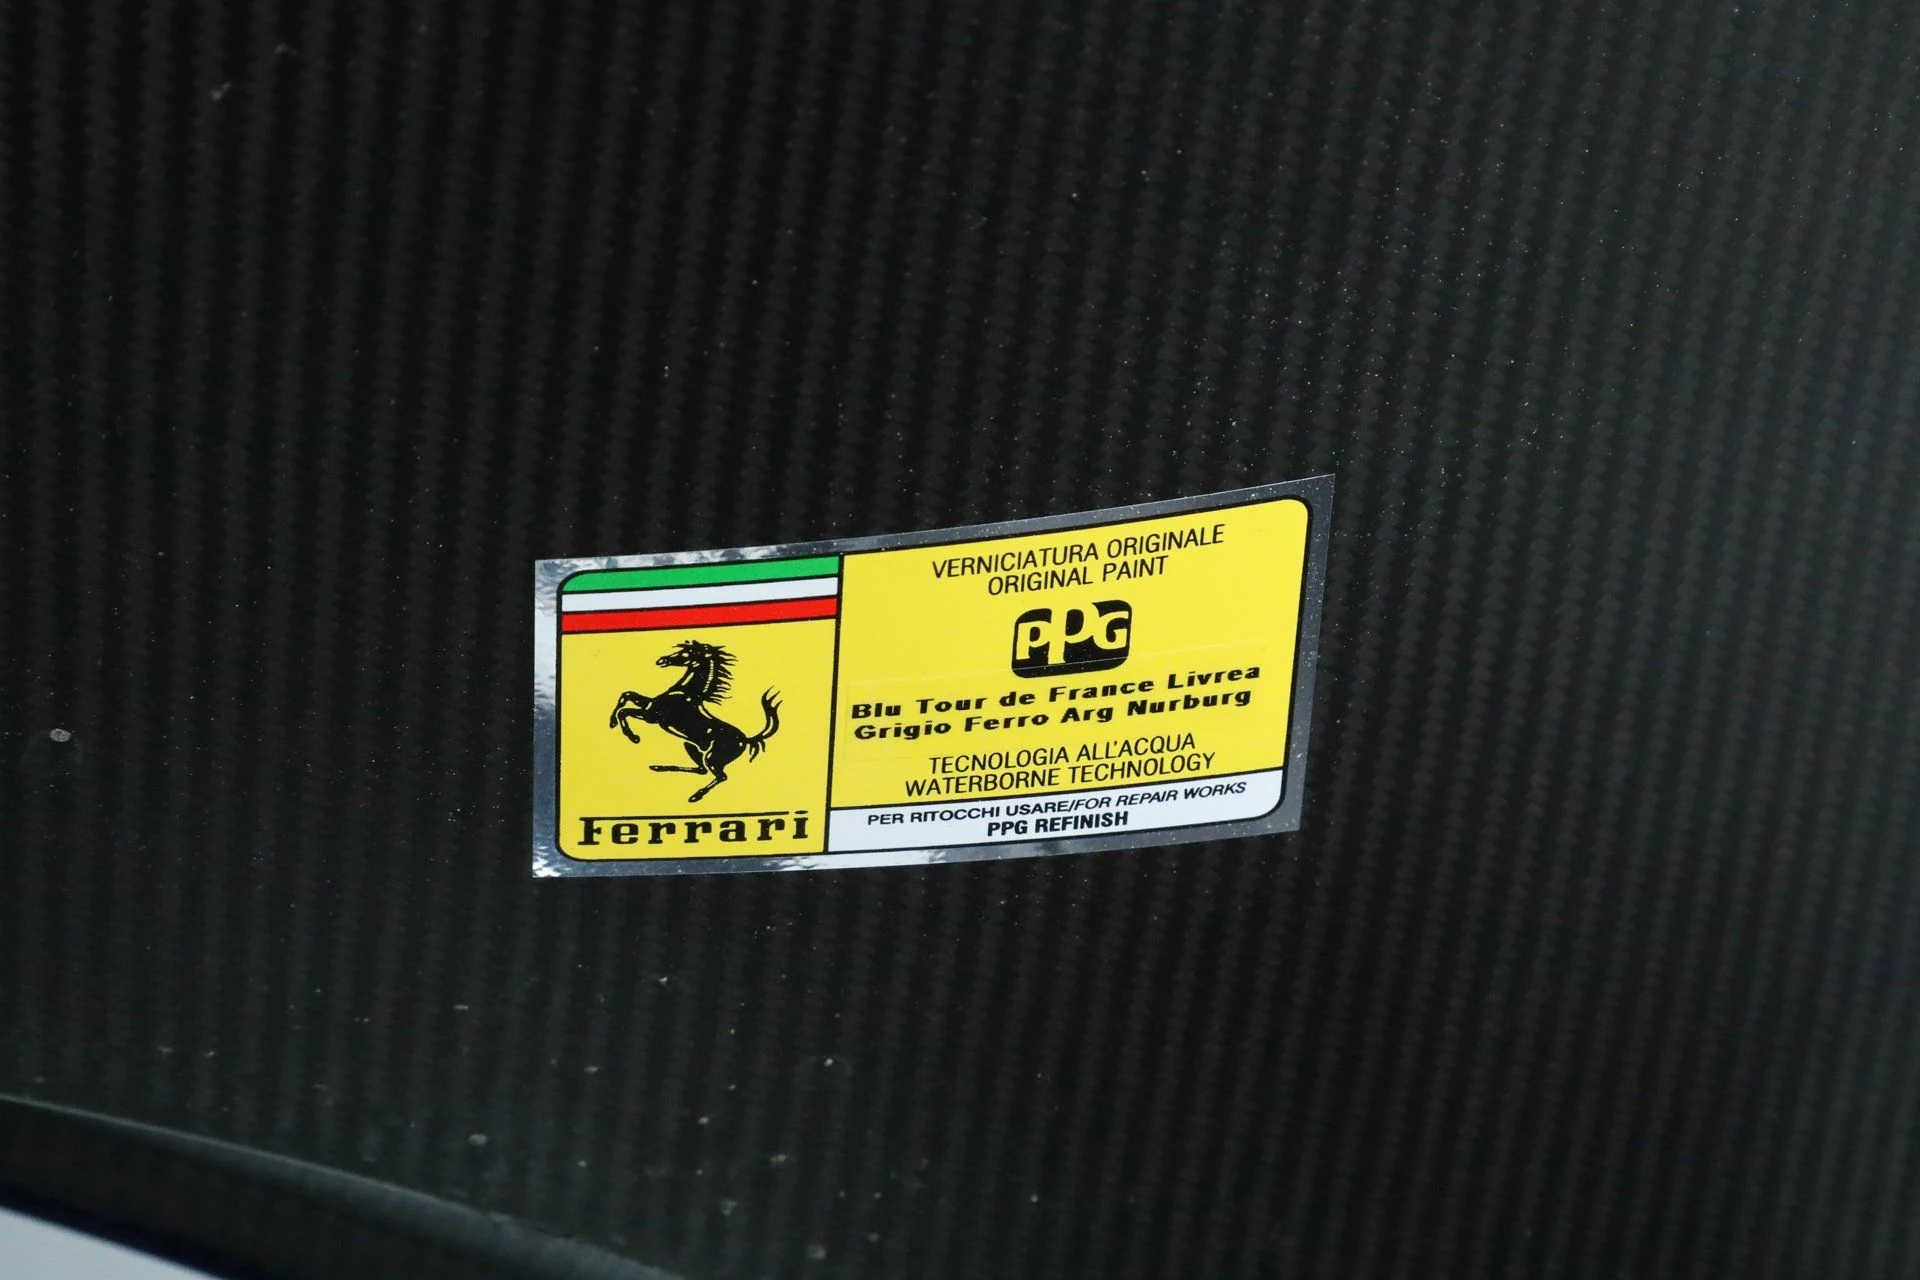 Ferrari
VERNICIATURA ORIGINALE
ORIGINAL PAINT
PPG
Blu Tour de France Livrea
Grigio Ferro Arg Nurburg
TECNOLOGIA ALL'ACQUA
WATERBORNE TECHNOLOGY
PER RITOCCHI USARE/FOR REPAIR WORKS
PPG REFINISH